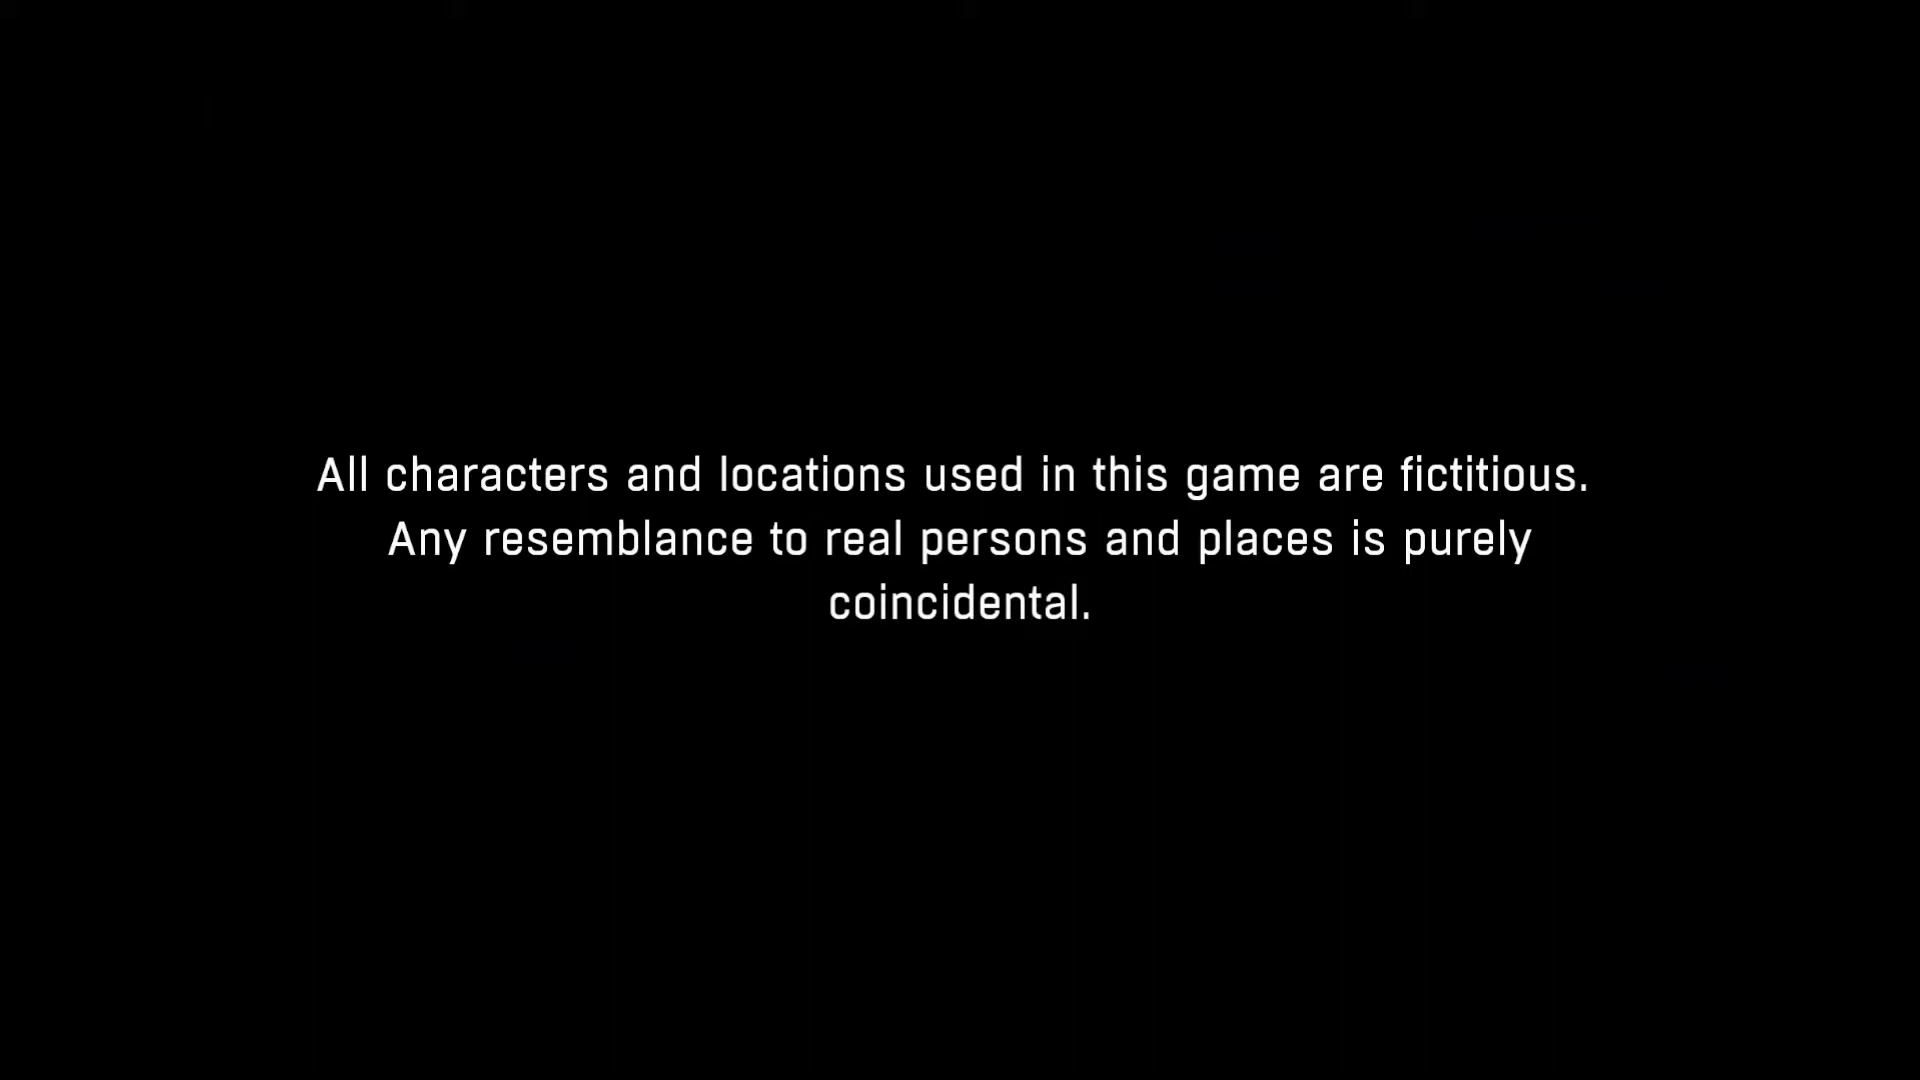 All characters and locations used in this game are fictitious.
Any resemblance to real persons and places is purely
coincidental.